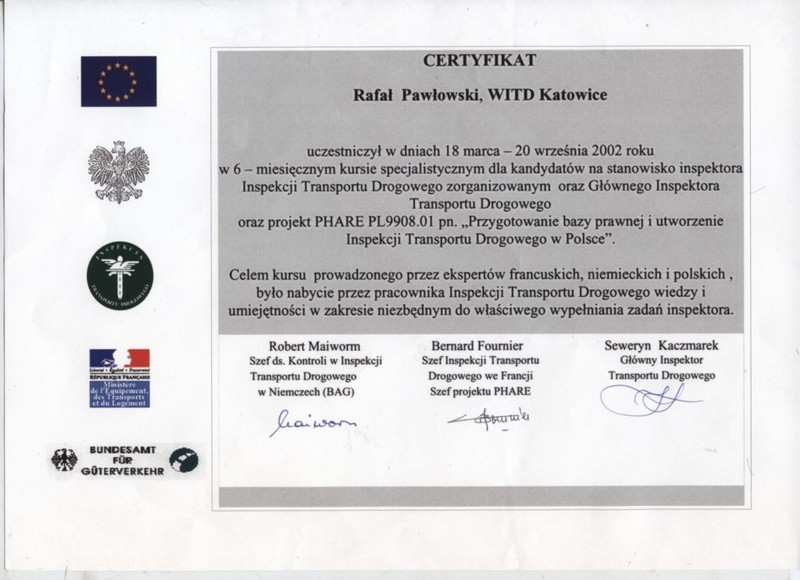 CERTYFIKAT
Rafał Pawłowski, WITD Katowice
uczestniczył w dniach 18 marca – 20 września 2002 roku
w 6 – miesięcznym kursie specjalistycznym dla kandydatów na stanowisko inspektora
Inspekcji Transportu Drogowego zorganizowanym oraz Głównego Inspektora
Transportu Drogowego
oraz projekt PHARE PL9908.01 pn. „Przygotowanie bazy prawnej i utworzenie
Inspekcji Transportu Drogowego w Polsce”.
Celem kursu prowadzonego przez ekspertów francuskich, niemieckich i polskich ,
było nabycie przez pracownika Inspekcji Transportu Drogowego wiedzy i
umiejętności w zakresie niezbędnym do właściwego wypełniania zadań inspektora.
Robert Maiworm
Szef ds. Kontroli w Inspekcji
Transportu Drogowego
w Niemczech (BAG)
Maiworm
Bernard Fournier
Szef Inspekcji Transportu
Drogowego we Francji
Szef projektu PHARE
Seweryn Kaczmarek
Główny Inspektor
Transportu Drogowego
INSPEKCJA
TRANSPORTU DROGOWEGO
Liberté • Égalité • Fraternité
RÉPUBLIQUE FRANÇAISE
Ministère
de l'Equipement,
des Transports
et du Logement
BUNDESAMT
FÜR
GÜTERVERKEHR